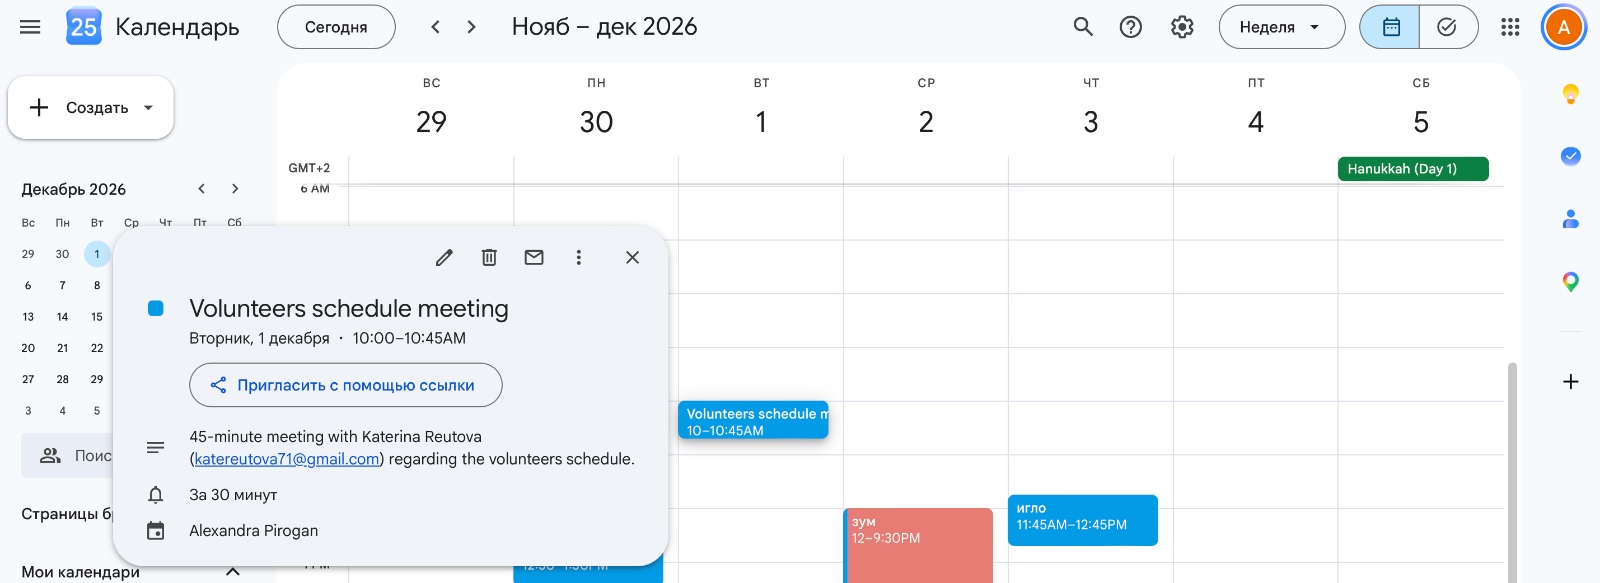 25 Календарь Сегодня Нояб – дек 2026 Неделя A
Создать
ВС ПН ВТ СР ЧТ ПТ СБ
29 30 1 2 3 4 5
GMT+2 Hanukkah (Day 1)
6 AM
Декабрь 2026
Вс Пн Вт Ср Чт Пт Сб
29 30 1
6 7 8
13 14 15
20 21 22
27 28 29
3 4 5
Поис
Страницы
Мои календари
Volunteers schedule meeting
Вторник, 1 декабря · 10:00–10:45AM
Пригласить с помощью ссылки
45-minute meeting with Katerina Reutova
(katereutova71@gmail.com) regarding the volunteers schedule.
За 30 минут
Alexandra Pirogan
Volunteers schedule m
10–10:45AM
зум
12–9:30PM
игло
11:45AM–12:45PM